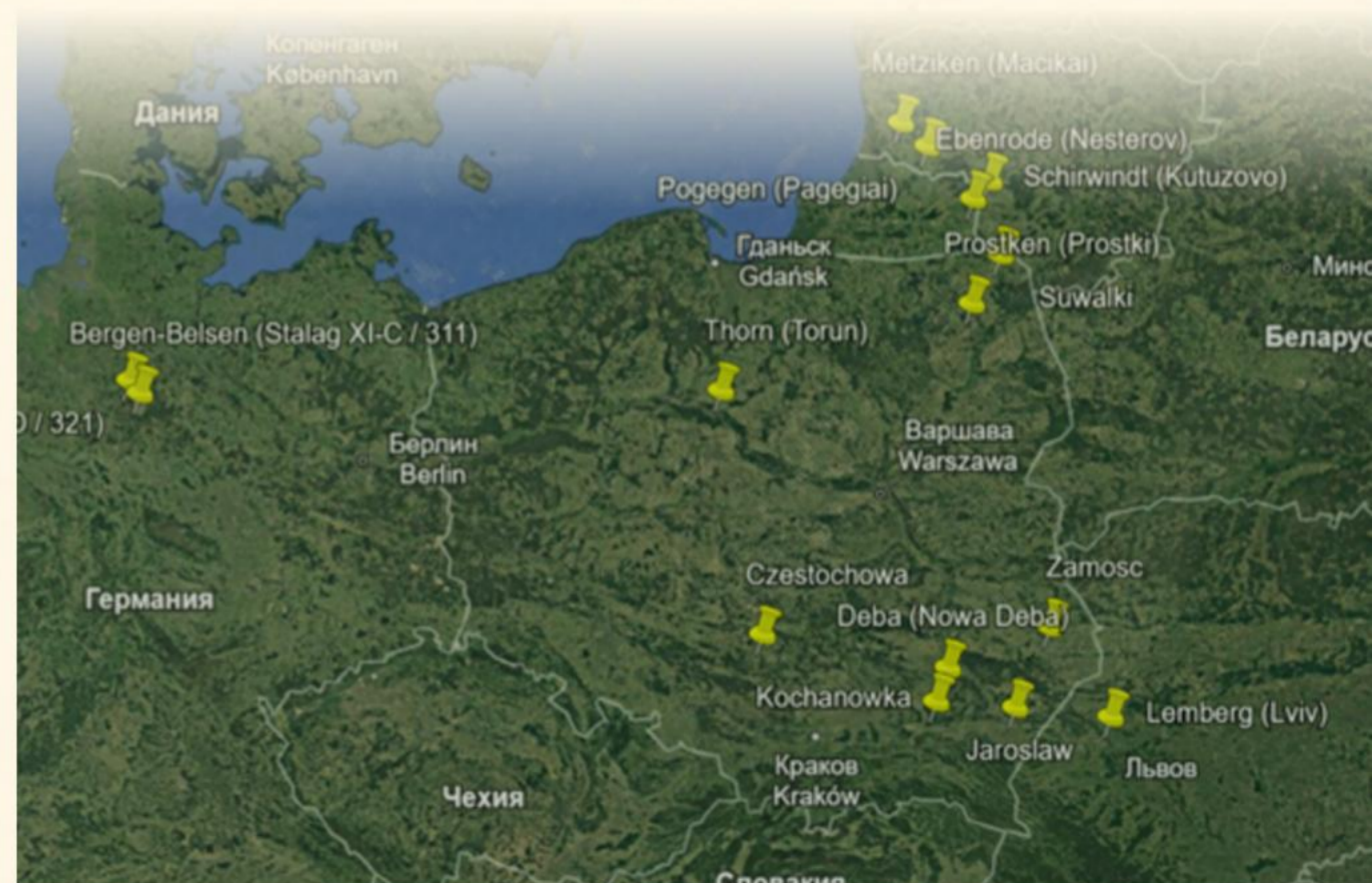 Копенгаген
København
Metziken (Macikai)
Дания
Ebenrode (Nesterov)
Schirwindt (Kutuzovo)
Pogegen (Pagegiai)
Гданьск
Gdańsk
Prostken (Prostki)
Suwalki
Беларус
Bergen-Belsen (Stalag XI-C / 311)
Thorn (Torun)
/ 321)
Берлин
Berlin
Варшава
Warszawa
Zamosc
Czestochowa
Германия
Deba (Nowa Deba)
Kochanowka
Lemberg (Lviv)
Jaroslaw
Львов
Краков
Kraków
Чехия